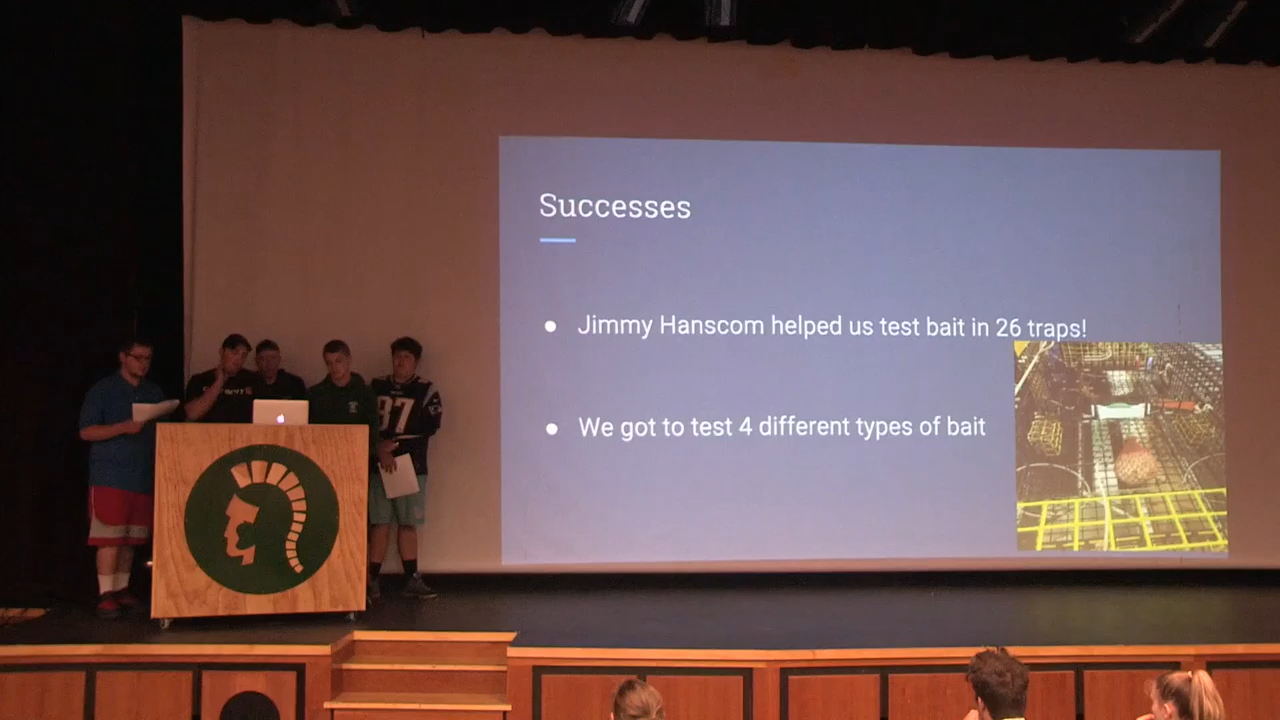 Successes
● Jimmy Hanscom helped us test bait in 26 traps!
● We got to test 4 different types of bait
87